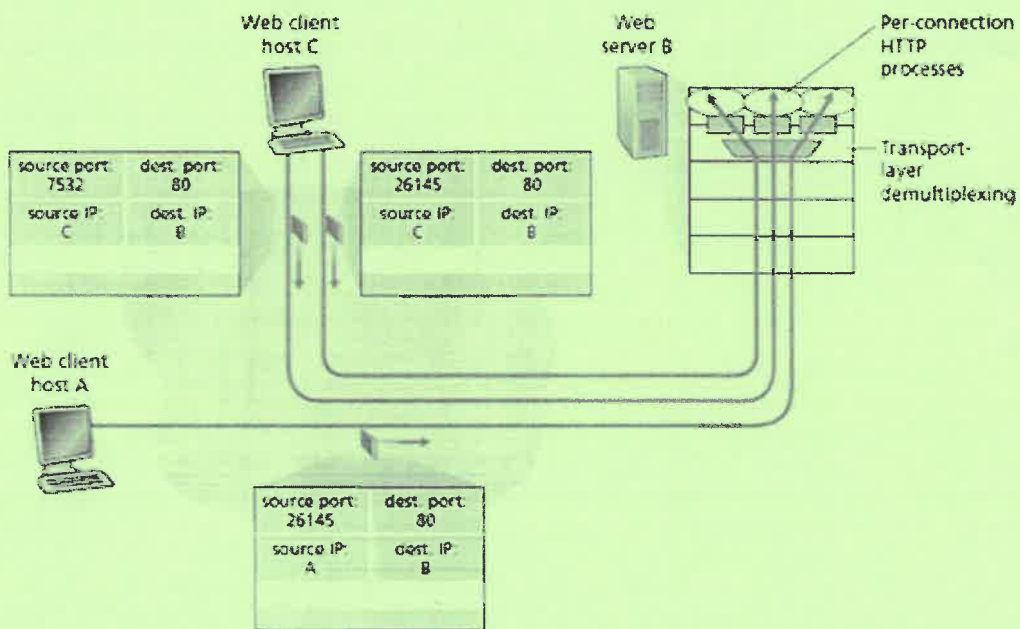 Web client
host C
Web
server B
Per-connection
HTTP
processes
Transport-
layer
demultiplexing
source port: dest. port:
7532 80
source IP: dest. IP:
C B
source port: dest. port:
26145 80
source IP: dest. IP:
C B
Web client
host A
source port: dest. port:
26145 80
source IP: dest. IP:
A B